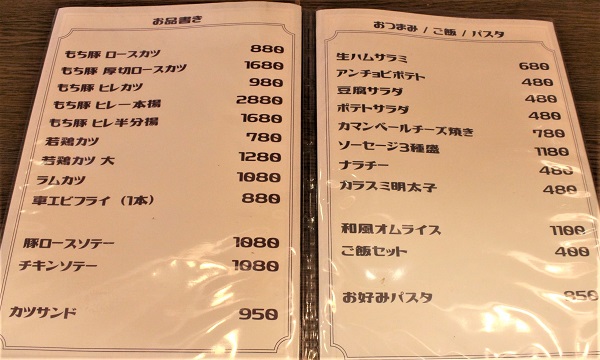 お品書き
もち豚 ロースカツ 880
もち豚 厚切ロースカツ 1680
もち豚 ヒレカツ 980
もち豚 ヒレ一本揚 2880
もち豚 ヒレ半分揚 1680
若鶏カツ 780
若鶏カツ 大 1280
ラムカツ 1080
車エビフライ (1本) 880
豚ロースソテー 1080
チキンソテー 1080
カツサンド 950
おつまみ / ご飯 / パスタ
生ハムサラミ 680
アンチョビポテト 480
豆腐サラダ 480
ポテトサラダ 480
カマンベールチーズ焼き 780
ソーセージ3種盛 1180
ナラチー 480
カラスミ明太子 480
和風オムライス 1100
ご飯セット 400
お好みパスタ 850